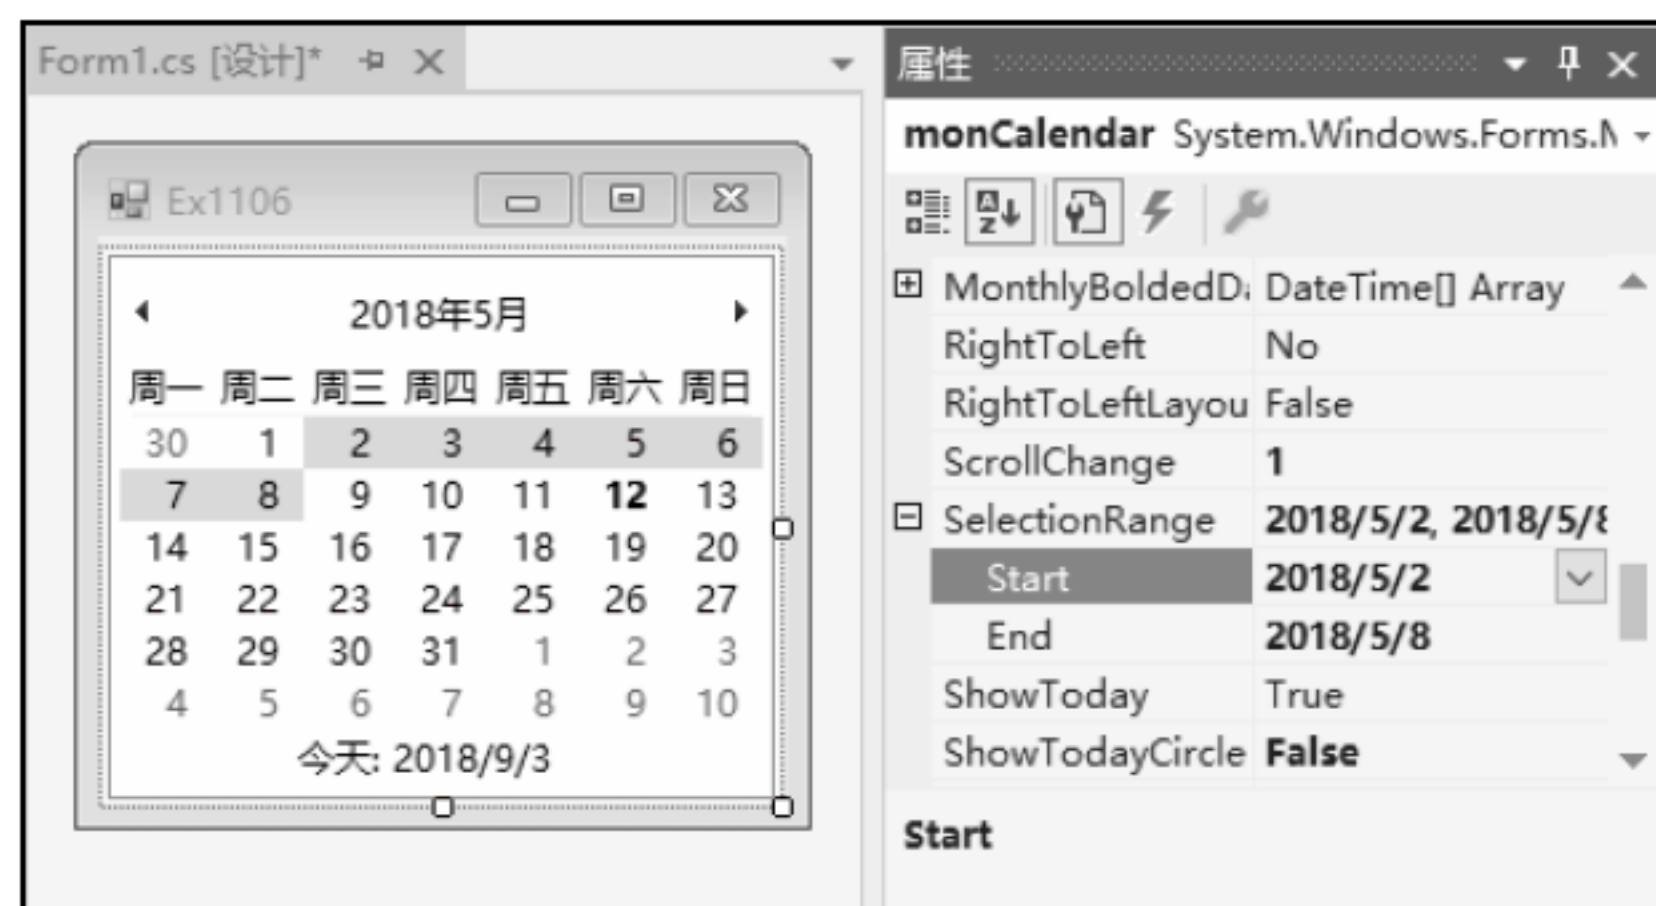 Form1.cs [设计]*
Ex1106
2018年5月
周一 周二 周三 周四 周五 周六 周日
30 1 2 3 4 5 6
7 8 9 10 11 12 13
14 15 16 17 18 19 20
21 22 23 24 25 26 27
28 29 30 31 1 2 3
4 5 6 7 8 9 10
今天: 2018/9/3
属性
monCalendar System.Windows.Forms.M
MonthlyBoldedDa DateTime[] Array
RightToLeft No
RightToLeftLayou False
ScrollChange 1
SelectionRange 2018/5/2, 2018/5/8
Start 2018/5/2
End 2018/5/8
ShowToday True
ShowTodayCircle False
Start